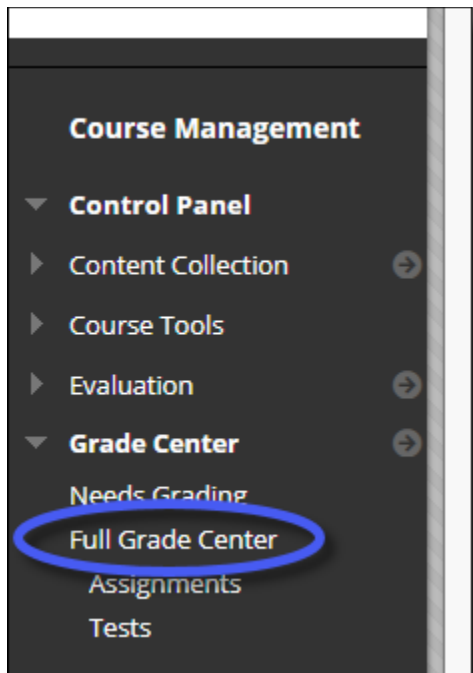 Course Management
Control Panel
Content Collection
Course Tools
Evaluation
Grade Center
Needs Grading
Full Grade Center
Assignments
Tests